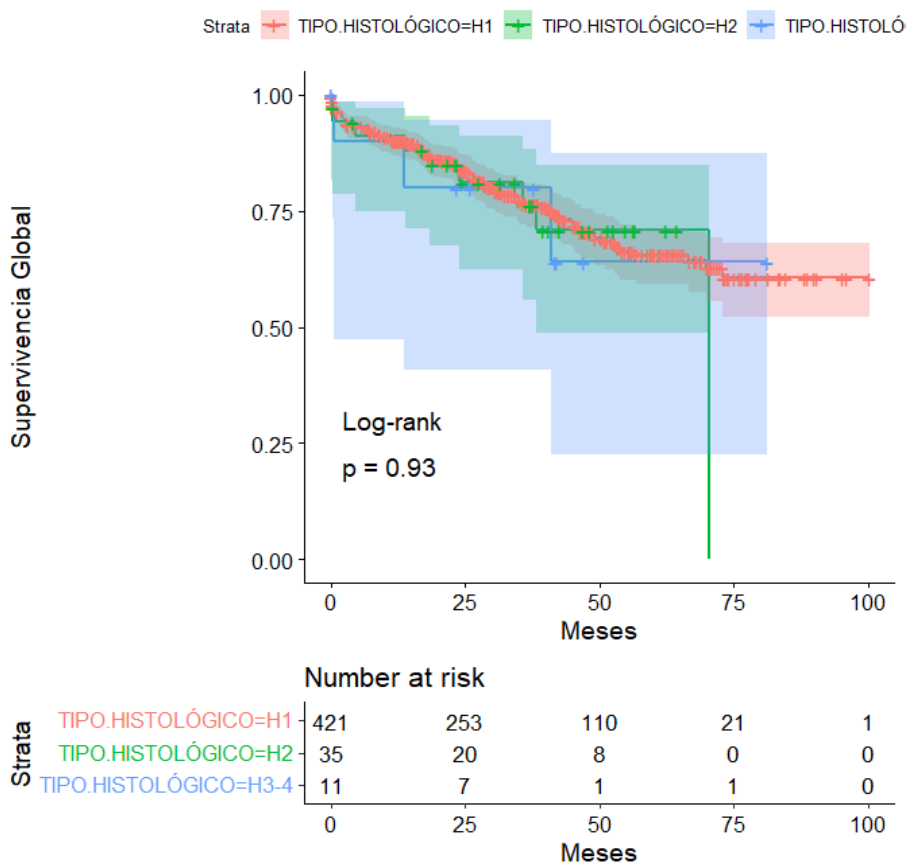 Strata TIPO.HISTOLÓGICO=H1 TIPO.HISTOLÓGICO=H2 TIPO.HISTOLÓ
1.00
0.75
0.50
0.25
0.00
Supervivencia Global
Log-rank
p = 0.93
0 25 50 75 100
Meses
Number at risk
Strata
TIPO.HISTOLÓGICO=H1 421 253 110 21 1
TIPO.HISTOLÓGICO=H2 35 20 8 0 0
TIPO.HISTOLÓGICO=H3-4 11 7 1 1 0
0 25 50 75 100
Meses